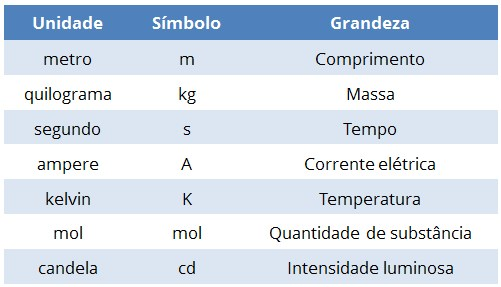 Unidade Símbolo Grandeza
metro m Comprimento
quilograma kg Massa
segundo s Tempo
ampere A Corrente elétrica
kelvin K Temperatura
mol mol Quantidade de substância
candela cd Intensidade luminosa